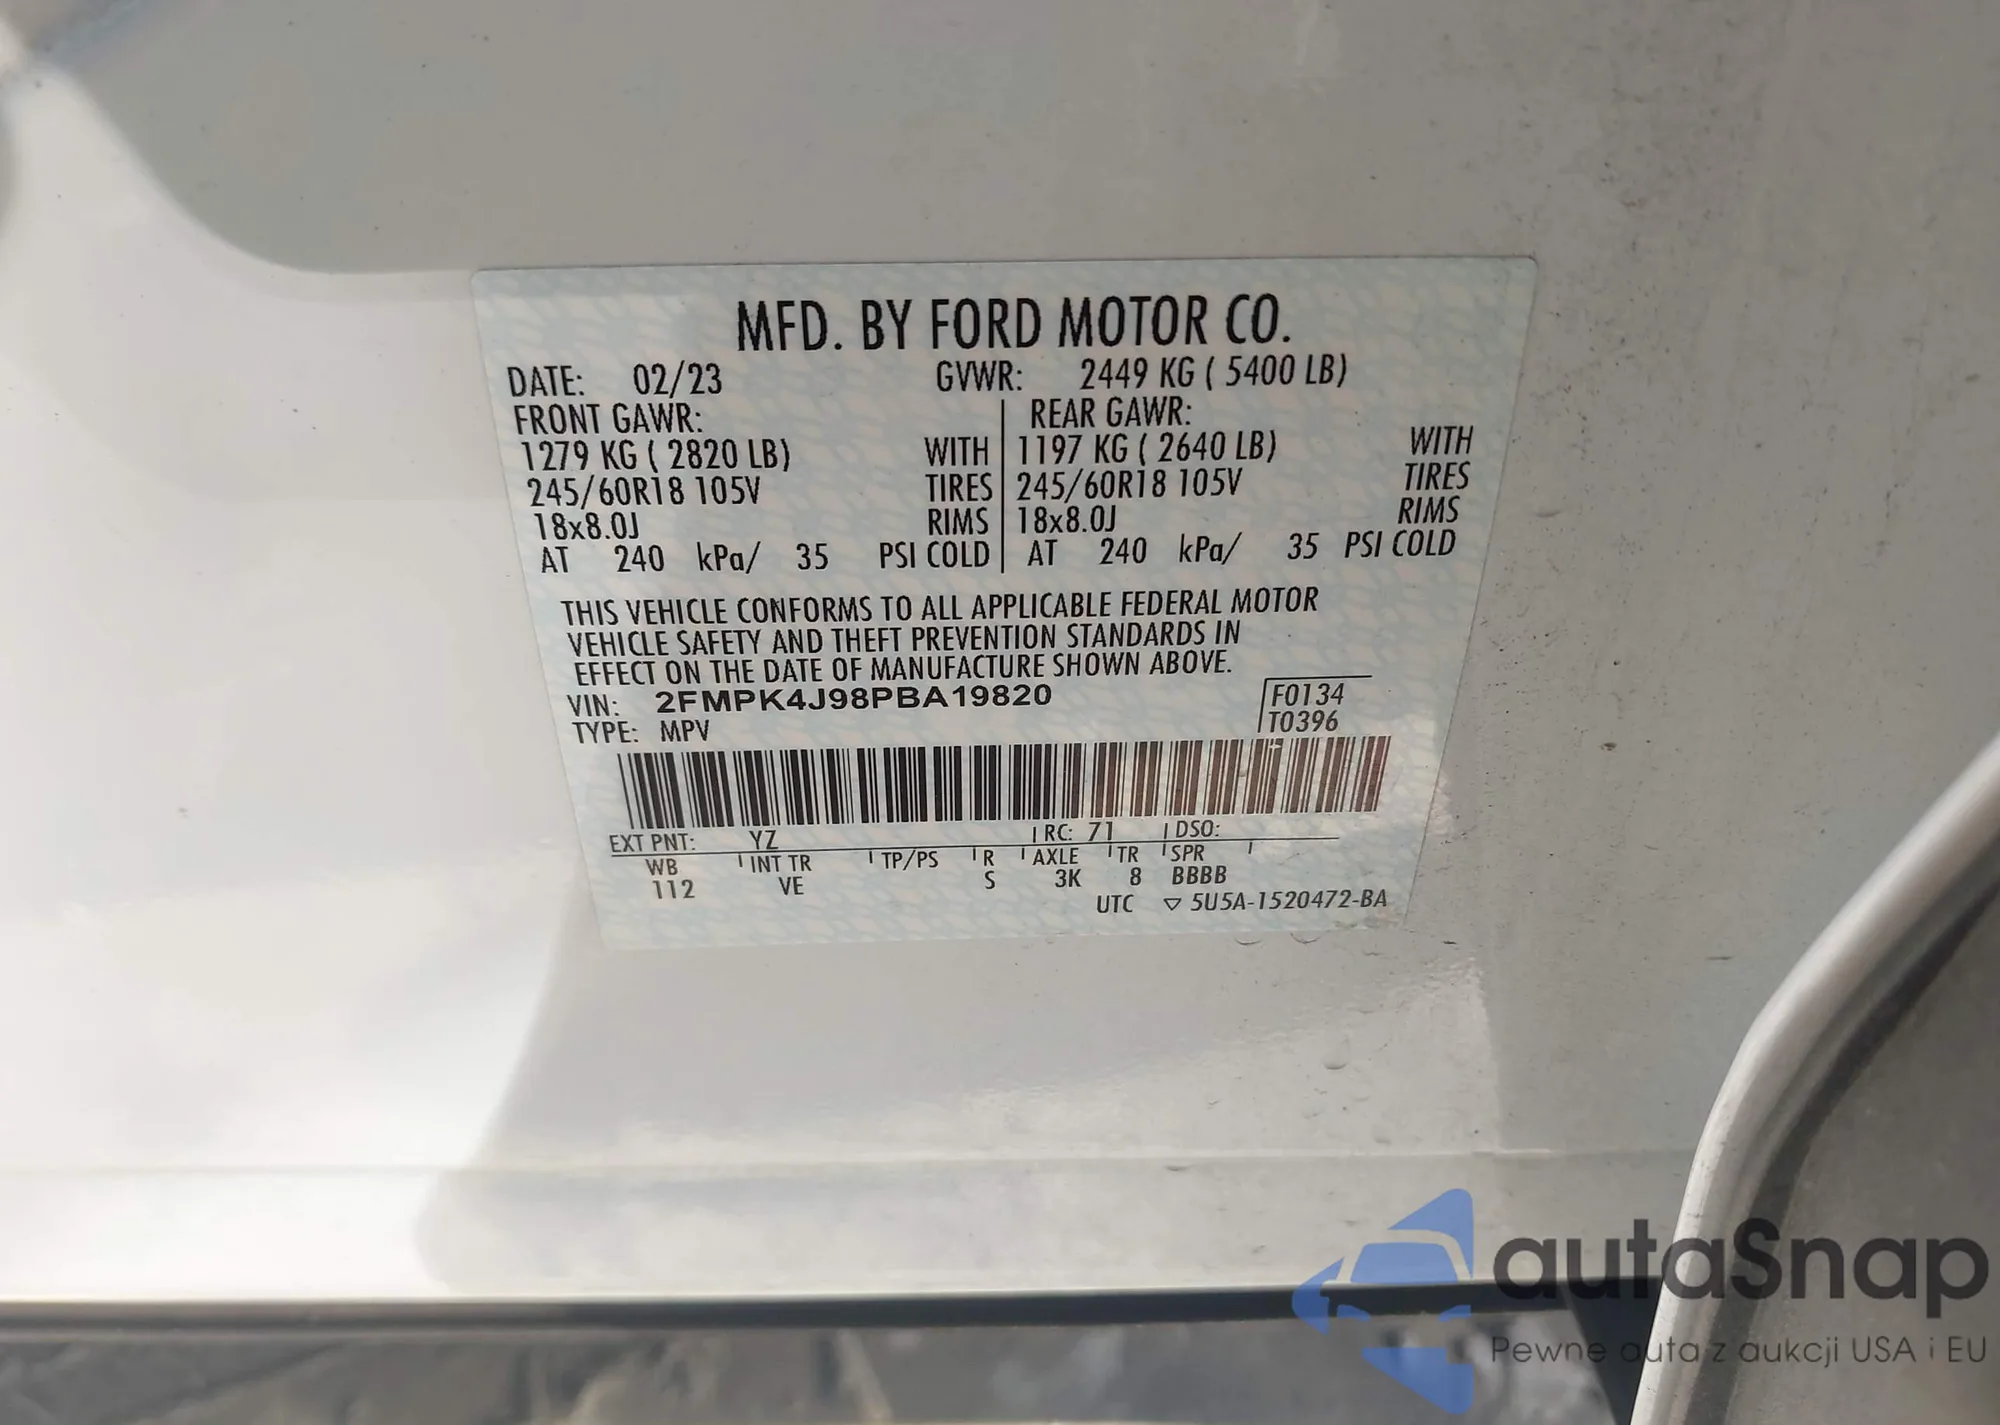 MFD. BY FORD MOTOR CO.
DATE: 02/23 GVWR: 2449 KG ( 5400 LB)
FRONT GAWR: REAR GAWR:
1279 KG ( 2820 LB) WITH 1197 KG ( 2640 LB) WITH
245/60R18 105V TIRES 245/60R18 105V TIRES
18x8.0J RIMS 18x8.0J RIMS
AT 240 kPa/ 35 PSI COLD AT 240 kPa/ 35 PSI COLD
THIS VEHICLE CONFORMS TO ALL APPLICABLE FEDERAL MOTOR
VEHICLE SAFETY AND THEFT PREVENTION STANDARDS IN
EFFECT ON THE DATE OF MANUFACTURE SHOWN ABOVE.
VIN: 2FMPK4J98PBA19820 F0134
TYPE: MPV T0396
EXT PNT: YZ RC: 71 DSO:
WB INT TR TP/PS R AXLE TR SPR
112 VE S 3K 8 BBBB
UTC ▽ 5U5A-1520472-BA
autaSnap
Pewne auta z aukcji USA i EU